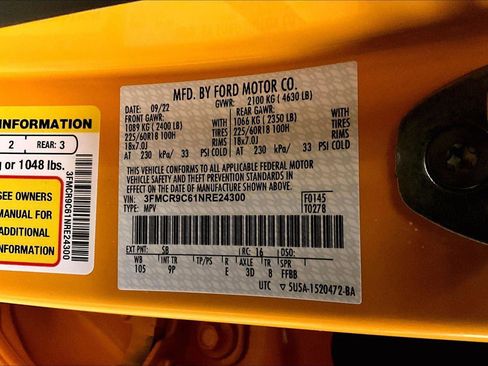 INFORMATION
2 REAR: 3
or 1048 lbs.
SEE OWNERS
MANUAL FOR
ADDITIONAL
INFORMATION
3FMCR9C61NRE24300
MFD. BY FORD MOTOR CO.
DATE: 09/22 GVWR: 2100 KG ( 4630 LB)
FRONT GAWR: REAR GAWR:
1089 KG ( 2400 LB) WITH 1066 KG ( 2350 LB) WITH
225/60R18 100H TIRES 225/60R18 100H TIRES
18x7.0J RIMS 18x7.0J RIMS
AT 230 kPa/ 33 PSI COLD AT 230 kPa/ 33 PSI COLD
THIS VEHICLE CONFORMS TO ALL APPLICABLE FEDERAL MOTOR
VEHICLE SAFETY AND THEFT PREVENTION STANDARDS IN
EFFECT ON THE DATE OF MANUFACTURE SHOWN ABOVE.
VIN: 3FMCR9C61NRE24300 F0145
TYPE: MPV T0278
EXT PNT: SB RC: 16 DSO:
WB INT TR TP/PS R AXLE TR SPR
105 9P E 3D 8 FFBB
UTC ▽ 5U5A-1520472-BA